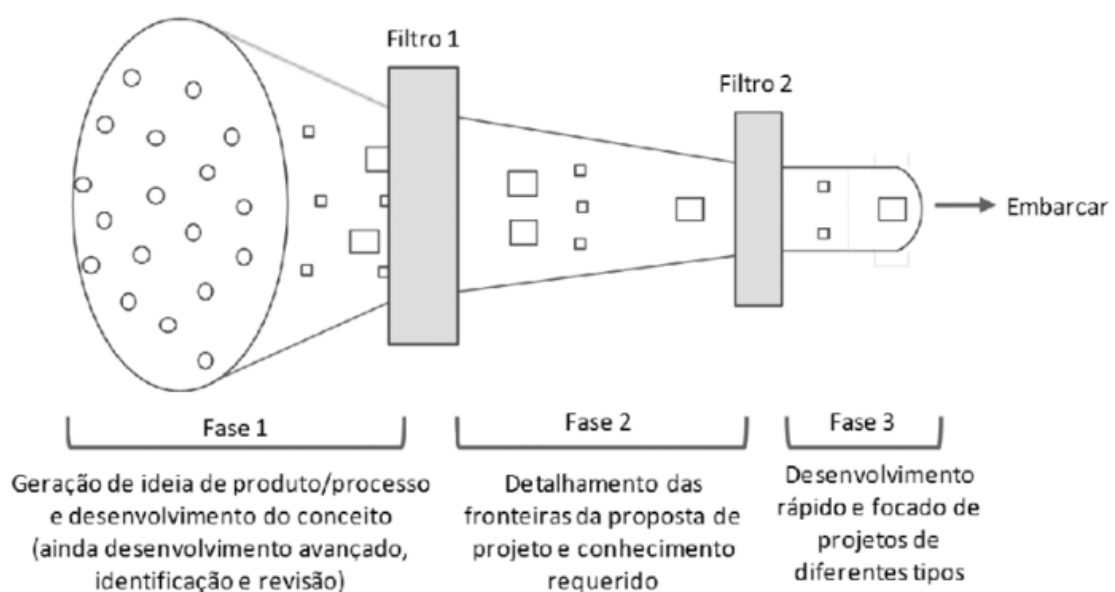 Filtro 1
Filtro 2
Embarcar
Fase 1
Fase 2
Fase 3
Geração de ideia de produto/processo
e desenvolvimento do conceito
(ainda desenvolvimento avançado,
identificação e revisão)
Detalhamento das
fronteiras da proposta de
projeto e conhecimento
requerido
Desenvolvimento
rápido e focado de
projetos de
diferentes tipos